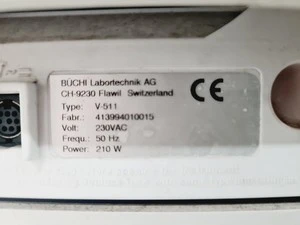 BÜCHI Labortechnik AG
CH-9230 Flawil Switzerland
Type: V-511
Fabr.: 413994010015
Volt: 230VAC
Frequ.: 50 Hz
Power: 210 W
CE